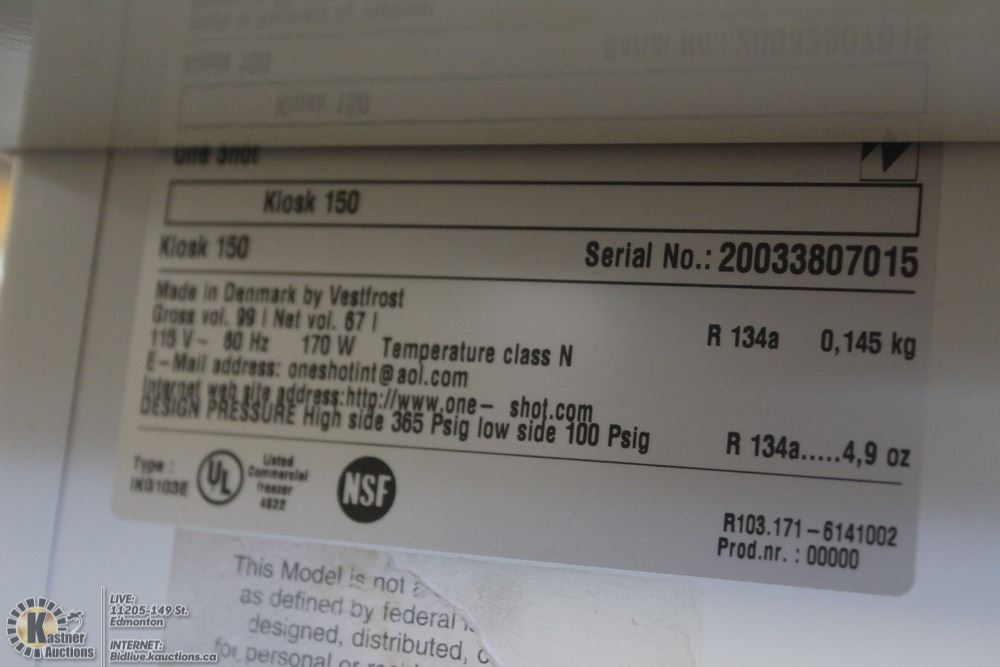 One Shot
Kiosk 150
Kiosk 150
Serial No.: 20033807015
Made in Denmark by Vestfrost
Gross vol. 99 l Net vol. 67 l
115 V~ 60 Hz 170 W Temperature class N
R 134a 0,145 kg
E-Mail address: oneshotint@aol.com
Internet web site address:http://www.one- shot.com
DESIGN PRESSURE High side 365 Psig low side 100 Psig
R 134a.....4,9 oz
Type :
IKG103E
UL
Listed
Commercial
freezer
4S22
NSF
R103.171-6141002
Prod.nr. : 00000
This Model is not a
as defined by federal
designed, distributed,
for personal or
Kastner
Auctions
LIVE:
11205-149 St.
Edmonton
INTERNET:
Bidlive.kauctions.ca